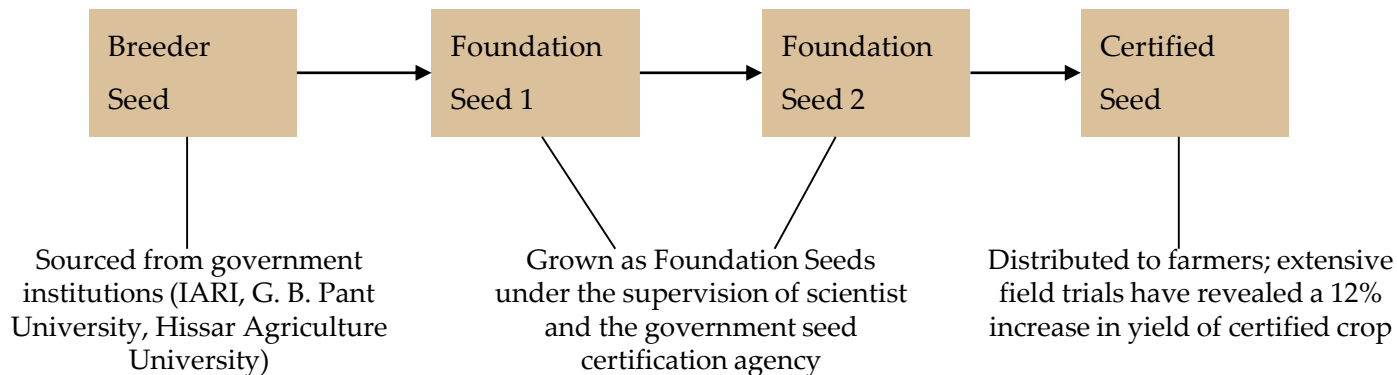 Breeder
Seed
Foundation
Seed 1
Foundation
Seed 2
Certified
Seed
Sourced from government
institutions (IARI, G. B. Pant
University, Hissar Agriculture
University)
Grown as Foundation Seeds
under the supervision of scientist
and the government seed
certification agency
Distributed to farmers; extensive
field trials have revealed a 12%
increase in yield of certified crop